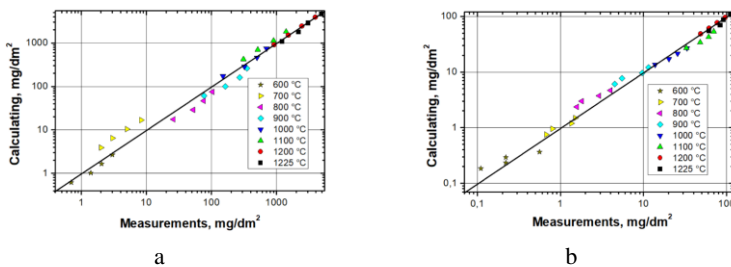 1000
100
10
1
1
10
100
1000
Calculating, mg/dm²
Measurements, mg/dm²
600 °C
700 °C
800 °C
900 °C
1000 °C
1100 °C
1200 °C
1225 °C
a
100
10
1
0,1
0,1
1
10
100
Calculating, mg/dm²
Measurements, mg/dm²
600 °C
700 °C
800 °C
900 °C
1000 °C
1100 °C
1200 °C
1225 °C
b